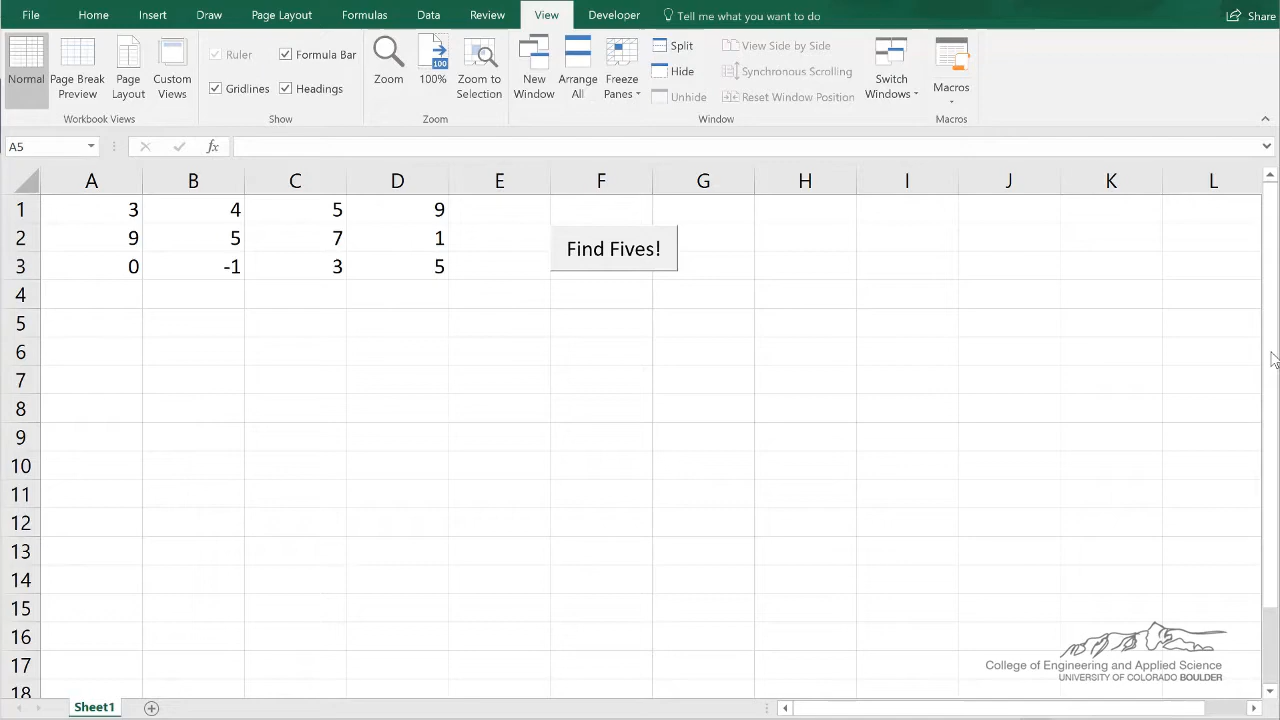 File Home Insert Draw Page Layout Formulas Data Review View Developer Tell me what you want to do Share
Normal Page Break Preview Page Layout Custom Views
Ruler Formula Bar
Gridlines Headings
Zoom 100% Zoom to Selection
New Window Arrange All Freeze Panes
Split
Hide
Unhide
View Side by Side
Synchronous Scrolling
Reset Window Position
Switch Windows
Macros
Workbook Views Show Zoom Window Macros
A5 fx
A B C D E F G H I J K L
1 3 4 5 9
2 9 5 7 1
Find Fives!
3 0 -1 3 5
4
5
6
7
8
9
10
11
12
13
14
15
16
17
18
College of Engineering and Applied Science
UNIVERSITY OF COLORADO BOULDER
Sheet1